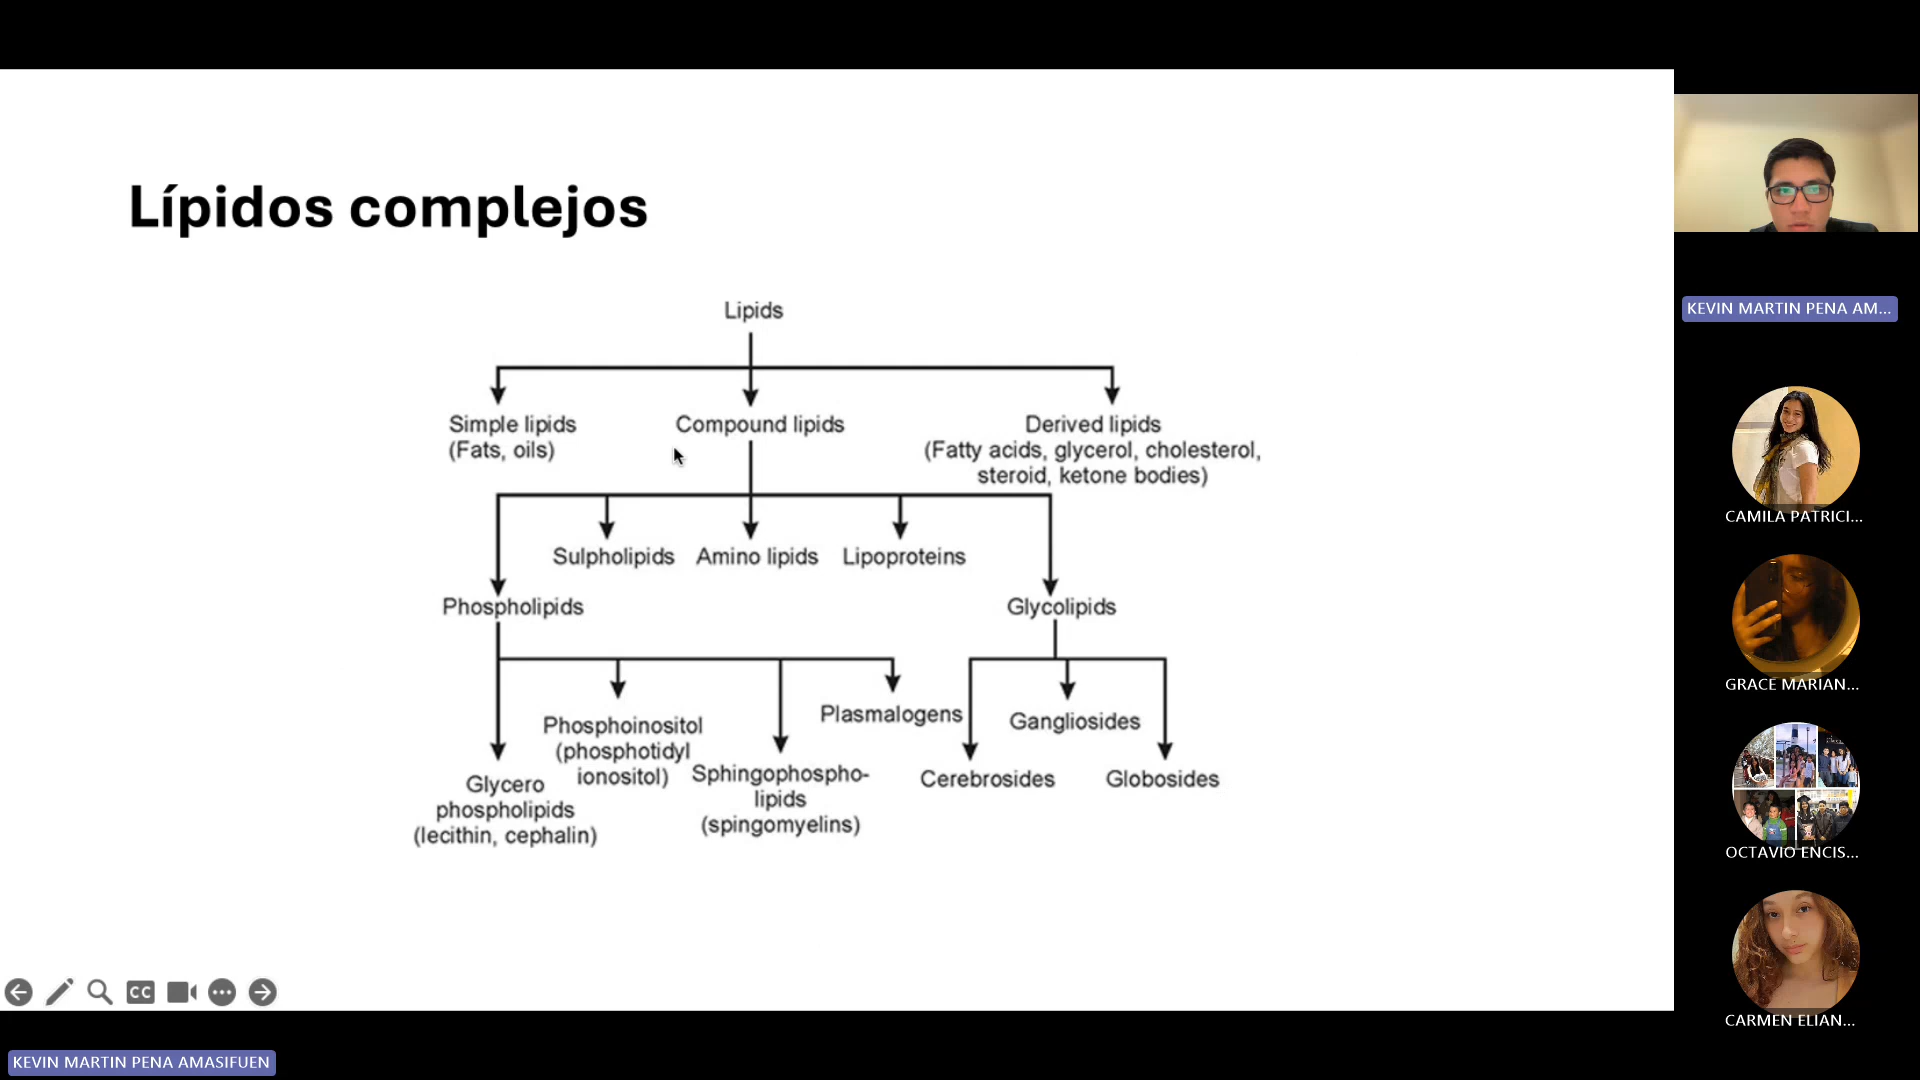 Lípidos complejos
Lipids
Simple lipids
(Fats, oils)
Compound lipids
Derived lipids
(Fatty acids, glycerol, cholesterol,
steroid, ketone bodies)
Sulpholipids
Amino lipids
Lipoproteins
Phospholipids
Glycolipids
Phosphoinositol
(phosphotidyl
ionositol)
Plasmalogens
Gangliosides
Glycero
phospholipids
(lecithin, cephalin)
Sphingophospho-
lipids
(spingomyelins)
Cerebrosides
Globosides
CC
KEVIN MARTIN PENA AMASIFUEN
KEVIN MARTIN PENA AM...
CAMILA PATRICI...
GRACE MARIAN...
OCTAVIO ENCIS...
CARMEN ELIAN...